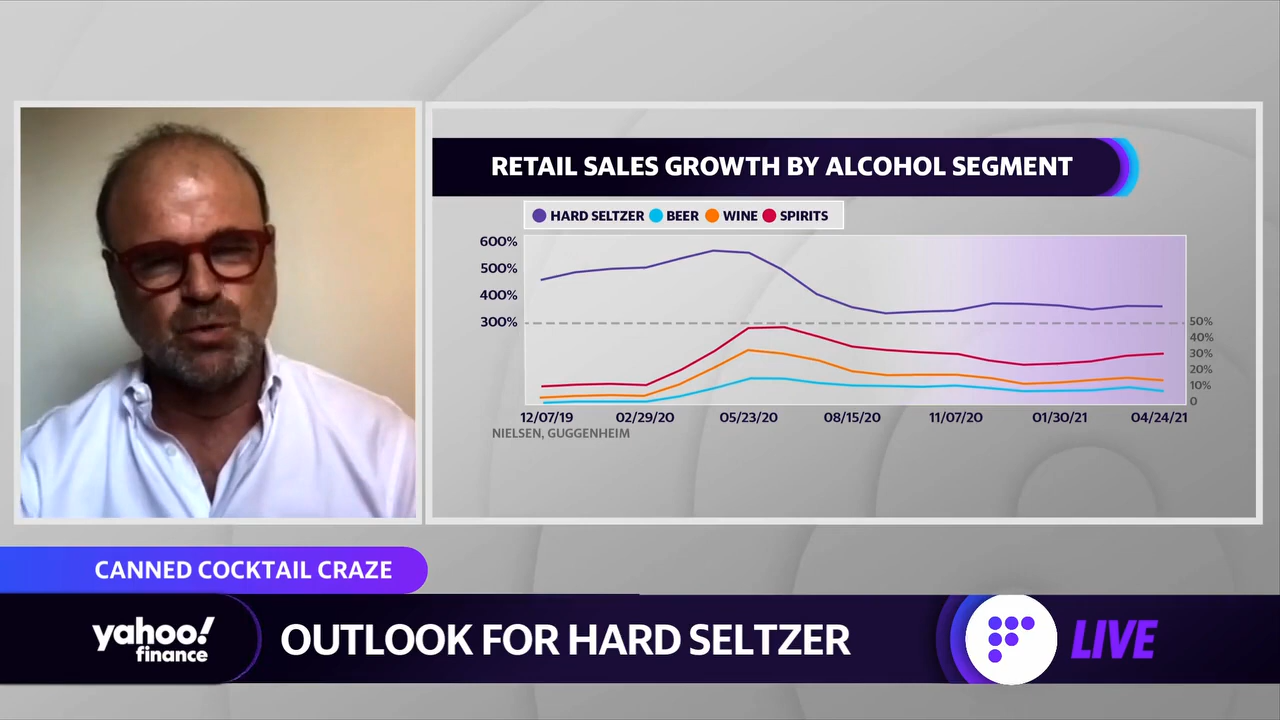 RETAIL SALES GROWTH BY ALCOHOL SEGMENT
HARD SELTZER BEER WINE SPIRITS
600%
500%
400%
300%
50%
40%
30%
20%
10%
0
12/07/19 02/29/20 05/23/20 08/15/20 11/07/20 01/30/21 04/24/21
NIELSEN, GUGGENHEIM
CANNED COCKTAIL CRAZE
yahoo!
finance
OUTLOOK FOR HARD SELTZER
LIVE